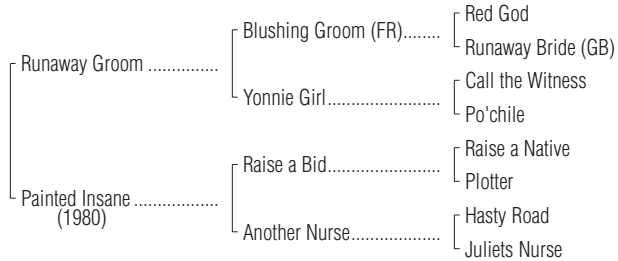 Red God
Blushing Groom (FR)........
Runaway Bride (GB)
Runaway Groom ...............
Call the Witness
Yonnie Girl........................
Po'chile
Raise a Native
Raise a Bid........................
Plotter
Painted Insane ..................
(1980)
Hasty Road
Another Nurse...................
Juliets Nurse